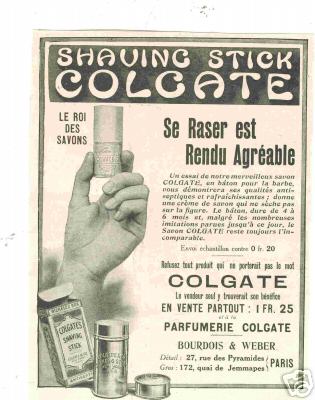 SHAVING STICK
COLGATE
LE ROI
DES
SAVONS
Se Raser est
Rendu Agréable
Un essai de notre merveilleux savon
COLGATE, en bâton pour la barbe,
vous démontrera ses qualités anti-
septiques et rafraîchissantes; donne
une crème de savon qui ne sèche pas
sur la figure. Le bâton, dure de 4 à
6 mois et, malgré les nombreuses
imitations parues jusqu'à ce jour, le
Savon COLGATE reste toujours l'in-
comparable.
Envoi échantillon contre 0 fr. 20
Refusez tout produit qui ne porterait pas le mot
COLGATE
Le vendeur seul y trouverait son bénéfice
EN VENTE PARTOUT : 1 FR. 25
et à la
PARFUMERIE COLGATE
BOURDOIS & WEBER
Détail : 27, rue des Pyramides
Gros : 172, quai de Jemmapes
PARIS
COLGATE'S
SHAVING
STICK